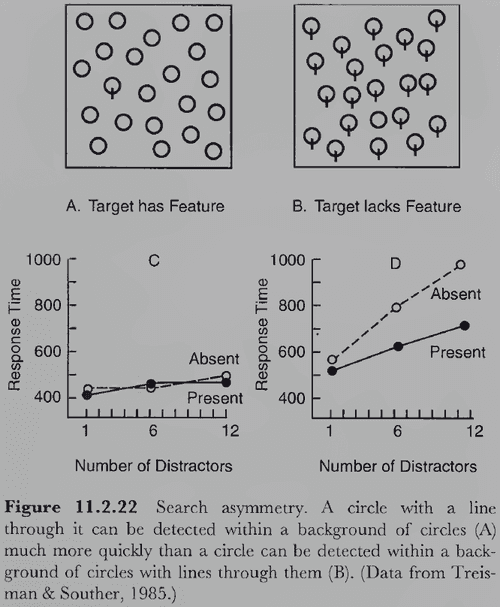 A. Target has Feature
B. Target lacks Feature
C
D
Response Time
1000
800
600
400
Absent
Present
1
6
12
Number of Distractors
Response Time
1000
800
600
400
Absent
Present
1
6
12
Number of Distractors
Figure 11.2.22 Search asymmetry. A circle with a line
through it can be detected within a background of circles (A)
much more quickly than a circle can be detected within a back-
ground of circles with lines through them (B). (Data from Treis-
man & Souther, 1985.)